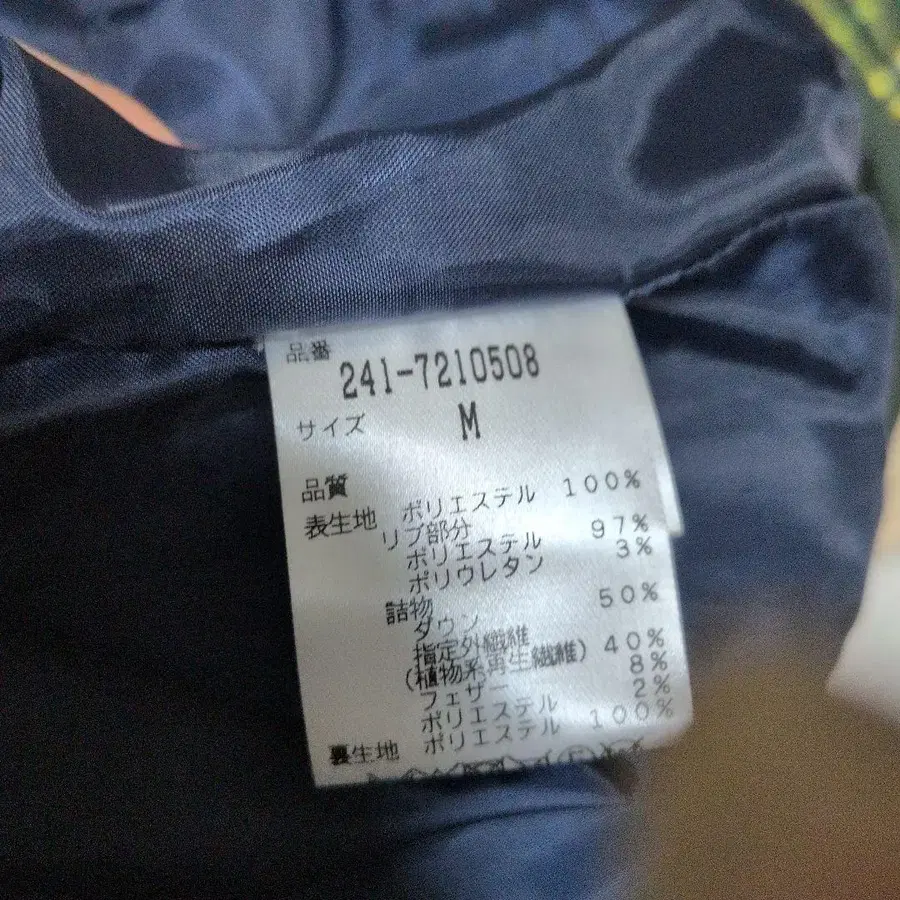 品番
241-7210508
サイズ M
品質
表生地 ポリエステル 100%
リブ部分
ポリエステル 97%
ポリウレタン 3%
詰物
ダウン 50%
指定外繊維
(植物系再生繊維) 40%
フェザー 8%
ポリエステル 2%
裏生地 ポリエステル 100%